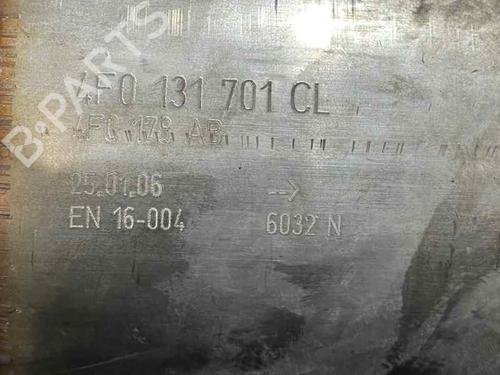 B-PARTS
4F0 131 701 CL
4F0 178 AB
25.01.06 →
EN 16-004 6032 N